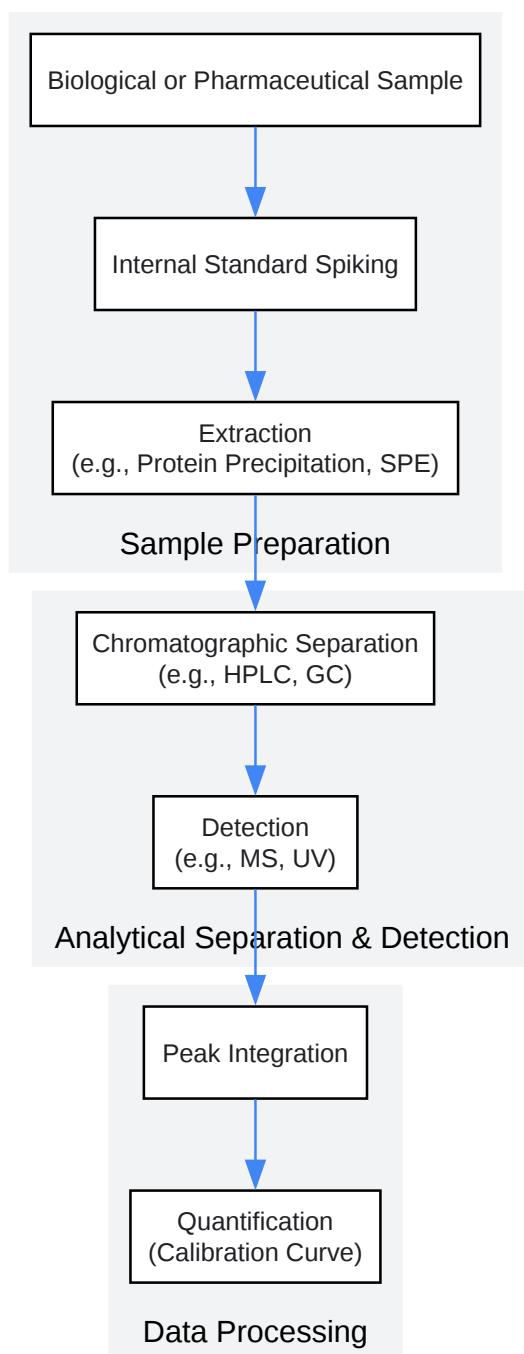 Biological or Pharmaceutical Sample
Internal Standard Spiking
Extraction
(e.g., Protein Precipitation, SPE)
Sample Preparation
Chromatographic Separation
(e.g., HPLC, GC)
Detection
(e.g., MS, UV)
Analytical Separation & Detection
Peak Integration
Quantification
(Calibration Curve)
Data Processing